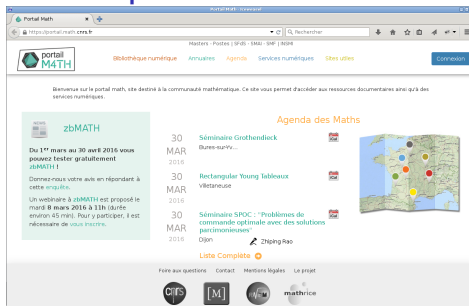 Portail Math - Iceweasel
Portail Math
https://portail.math.cnrs.fr
Rechercher
Masters - Postes | SFdS - SMAI - SMF | INSMI
portail
M4TH
Bibliothèque numérique Annuaires Agenda Services numériques Sites utiles
Connexion
Bienvenue sur le portail math, site destiné à la communauté mathématique. Ce site vous permet d'accéder aux ressources documentaires ainsi qu'à des
services numériques.
zbMATH
Du 1er mars au 30 avril 2016 vous
pouvez tester gratuitement
zbMATH !
Donnez-nous votre avis en répondant à
cette enquête.
Un webinaire à zbMATH est proposé le
mardi 8 mars 2016 à 11h (durée
environ 45 min). Pour y participer, il est
nécessaire de vous inscrire.
Agenda des Maths
30
MAR
2016
Séminaire Grothendieck
Bures-sur-Yv...
30
MAR
2016
Rectangular Young Tableaux
Villetaneuse
30
MAR
2016
Séminaire SPOC : "Problèmes de
commande optimale avec des solutions
parcimonieuses"
Dijon Zhiping Rao
Liste Complète
Foire aux questions Contact Mentions légales Le projet
cnrs
[M]
mathrice